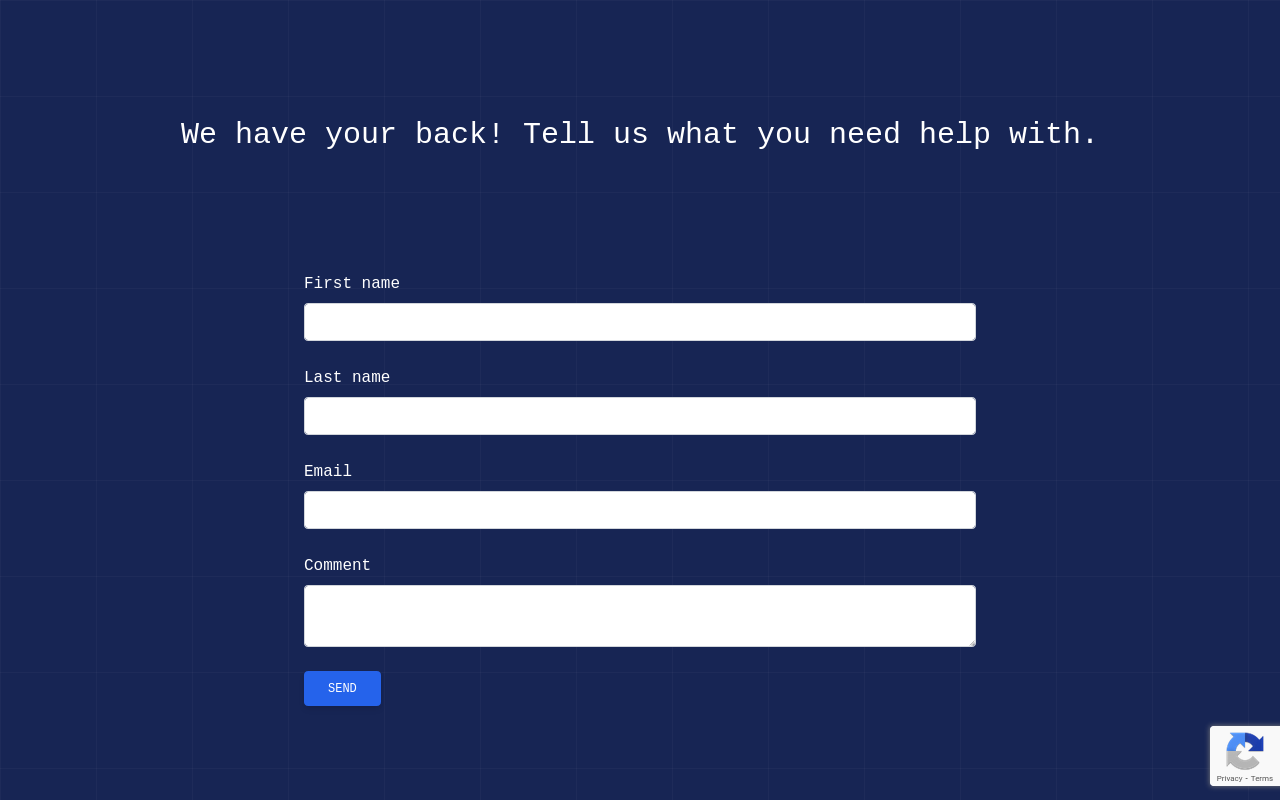 We have your back! Tell us what you need help with.
First name
Last name
Email
Comment
SEND
Privacy - Terms